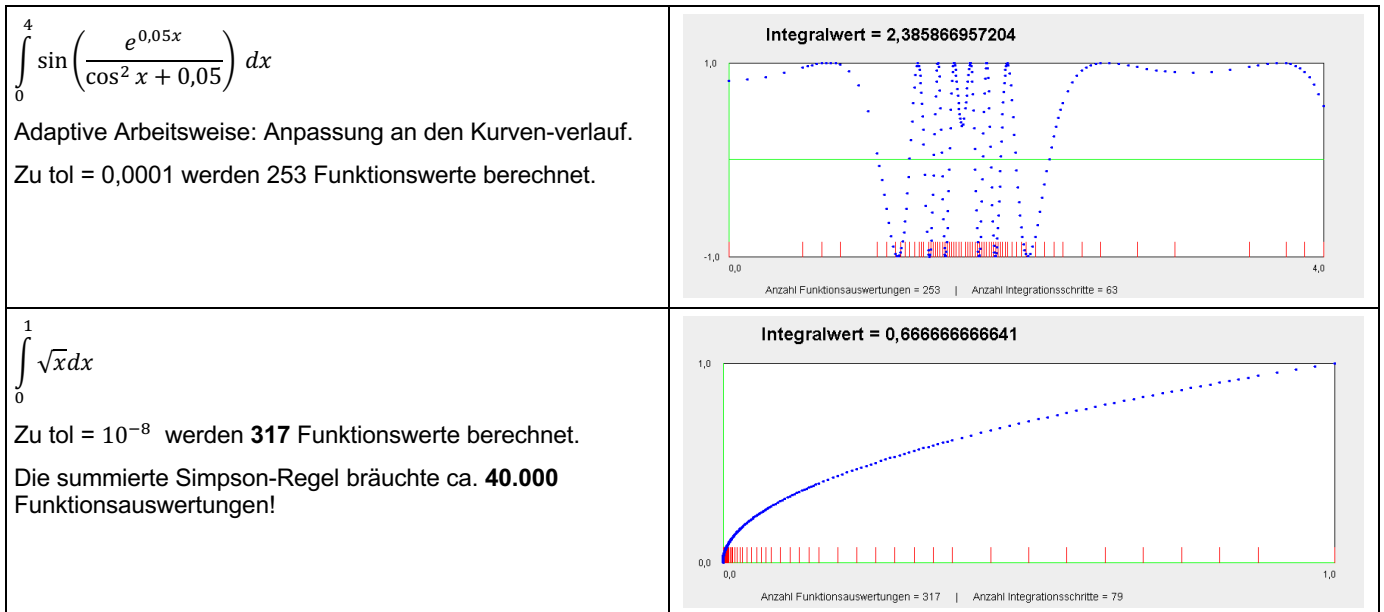 ∫₀⁴ sin(e^{0,05x} / (cos² x + 0,05)) dx
Adaptive Arbeitsweise: Anpassung an den Kurven-verlauf.
Zu tol = 0,0001 werden 253 Funktionswerte berechnet.
Integralwert = 2,385866957204
1,0
-1,0
0,0
4,0
Anzahl Funktionsauswertungen = 253 | Anzahl Integrationsschritte = 63
∫₀¹ √x dx
Zu tol = 10⁻⁸ werden 317 Funktionswerte berechnet.
Die summierte Simpson-Regel bräuchte ca. 40.000
Funktionsauswertungen!
Integralwert = 0,666666666641
1,0
0,0
0,0
1,0
Anzahl Funktionsauswertungen = 317 | Anzahl Integrationsschritte = 79